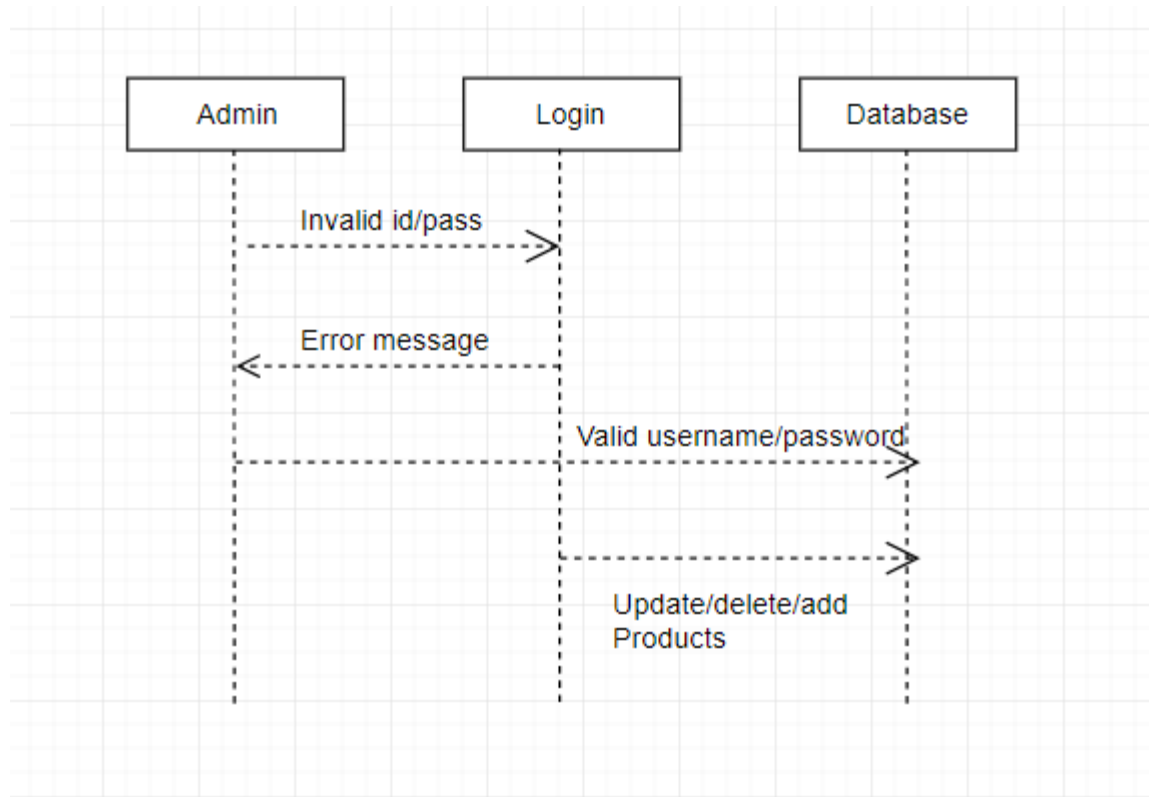 Admin
Login
Database
Invalid id/pass
Error message
Valid username/password
Update/delete/add
Products